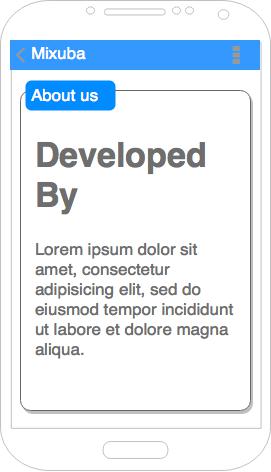 Mixuba
About us
Developed
By
Lorem ipsum dolor sit
amet, consectetur
adipisicing elit, sed do
eiusmod tempor incididunt
ut labore et dolore magna
aliqua.